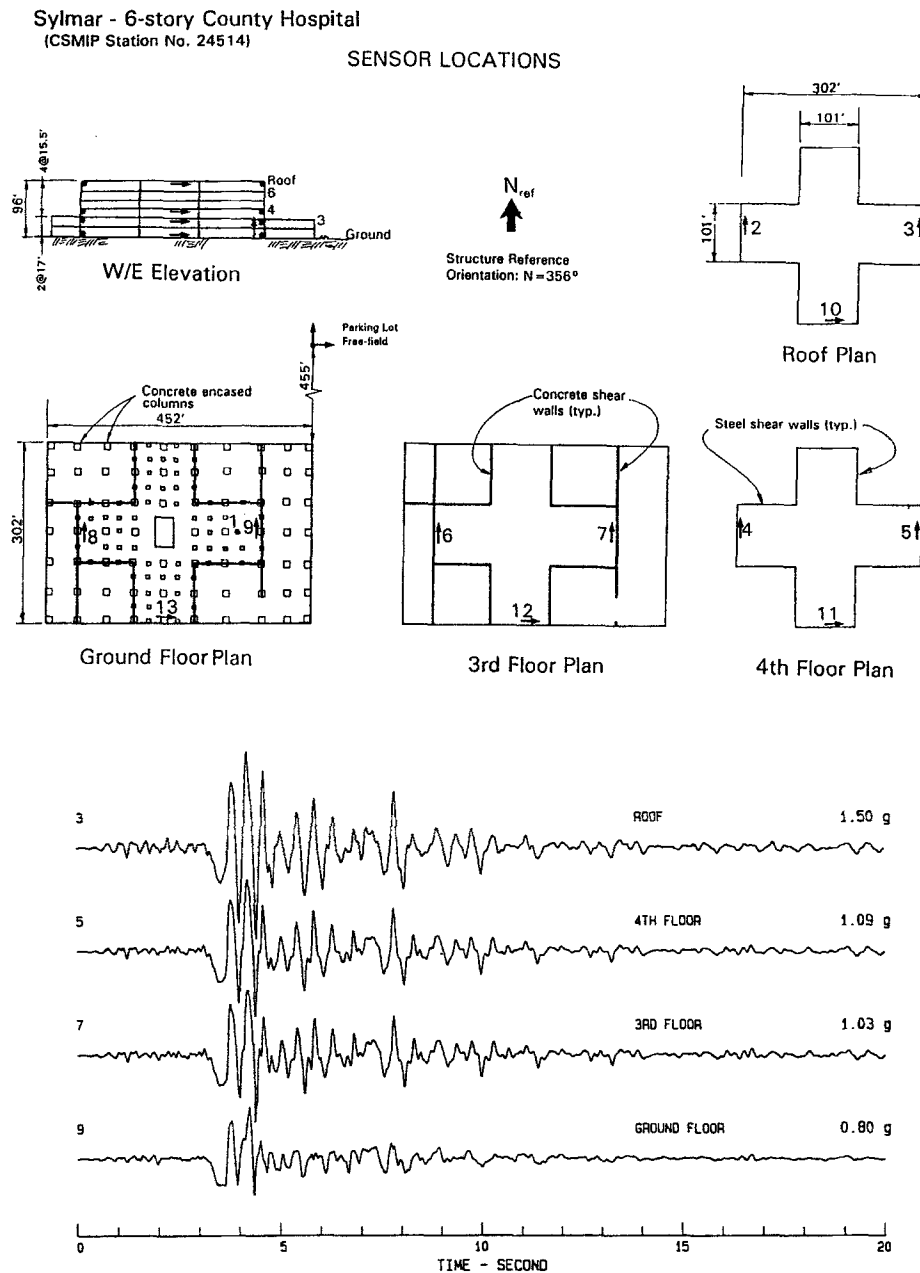 Sylmar - 6-story County Hospital
(CSMIP Station No. 24514)
SENSOR LOCATIONS
4@15.5'
96'
2@17'
Roof
6
4
3
Ground
W/E Elevation
N ref
Structure Reference
Orientation: N=356°
302'
101'
101'
2
3
10
Roof Plan
Parking Lot
Free-field
455'
Concrete encased
columns
452'
302'
8
1 9
13
Ground Floor Plan
Concrete shear
walls (typ.)
6
7
12
3rd Floor Plan
Steel shear walls (typ.)
4
5
11
4th Floor Plan
3 ROOF 1.50 g
5 4TH FLOOR 1.09 g
7 3RD FLOOR 1.03 g
9 GROUND FLOOR 0.80 g
0 5 10 15 20
TIME - SECOND